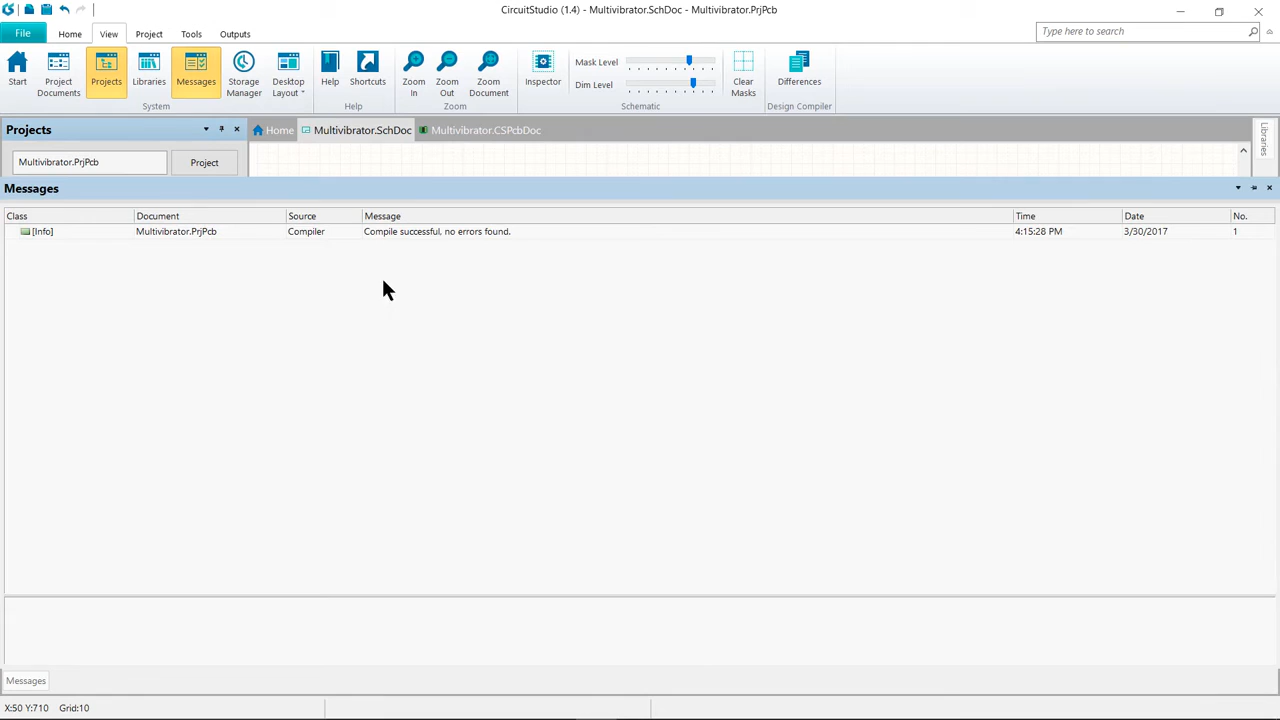 CircuitStudio (1.4) - Multivibrator.SchDoc - Multivibrator.PrjPcb
File Home View Project Tools Outputs
Type here to search
Start Project Documents Projects Libraries Messages Storage Manager Desktop Layout
System
Help Shortcuts
Help
Zoom In Zoom Out Zoom Document
Zoom
Inspector Mask Level Dim Level Clear Masks
Schematic
Differences
Design Compiler
Projects
Home Multivibrator.SchDoc Multivibrator.CSPcbDoc
Libraries
Multivibrator.PrjPcb Project
Messages
Class Document Source Message Time Date No.
[Info] Multivibrator.PrjPcb Compiler Compile successful, no errors found. 4:15:28 PM 3/30/2017 1
Messages
X:50 Y:710 Grid:10